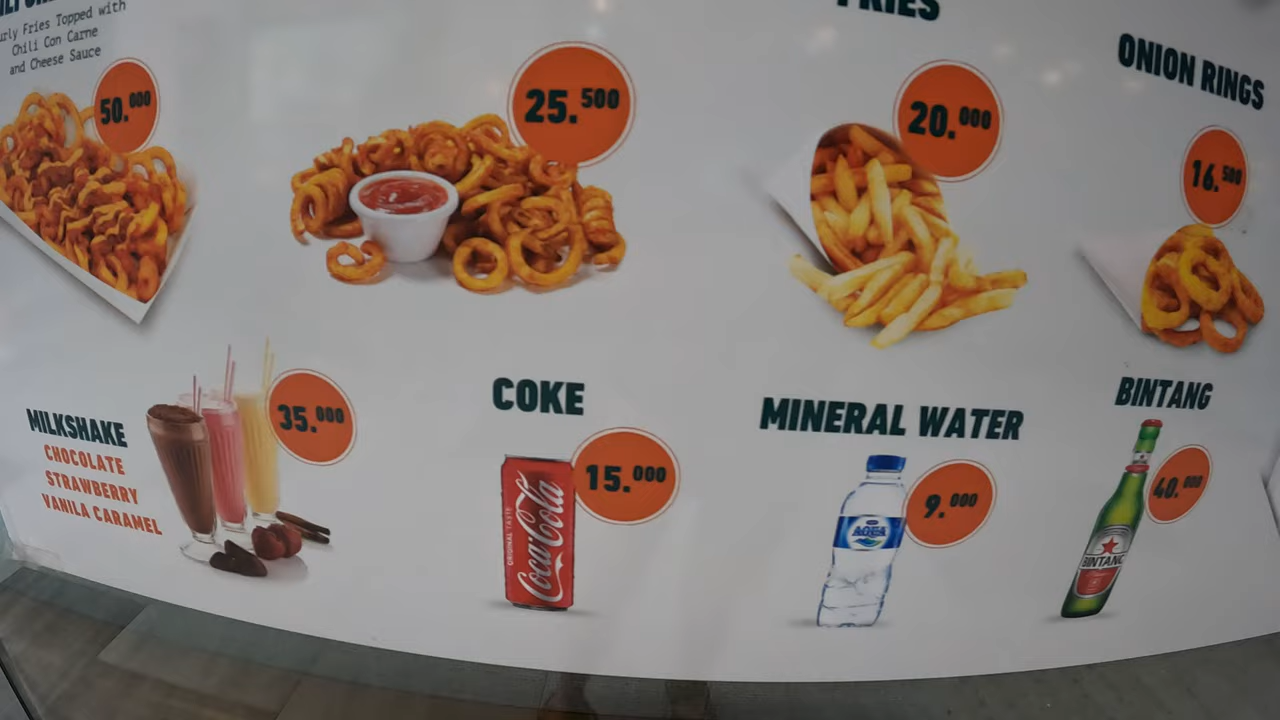 Curly Fries Topped with
Chili Con Carne
and Cheese Sauce
50.000
25.500
FRIES
20.000
ONION RINGS
16.500
MILKSHAKE
CHOCOLATE
STRAWBERRY
VANILA CARAMEL
35.000
COKE
15.000
ORIGINAL TASTE
Coca-Cola
MINERAL WATER
9.000
AQUA
BINTANG
40.000
BINTANG